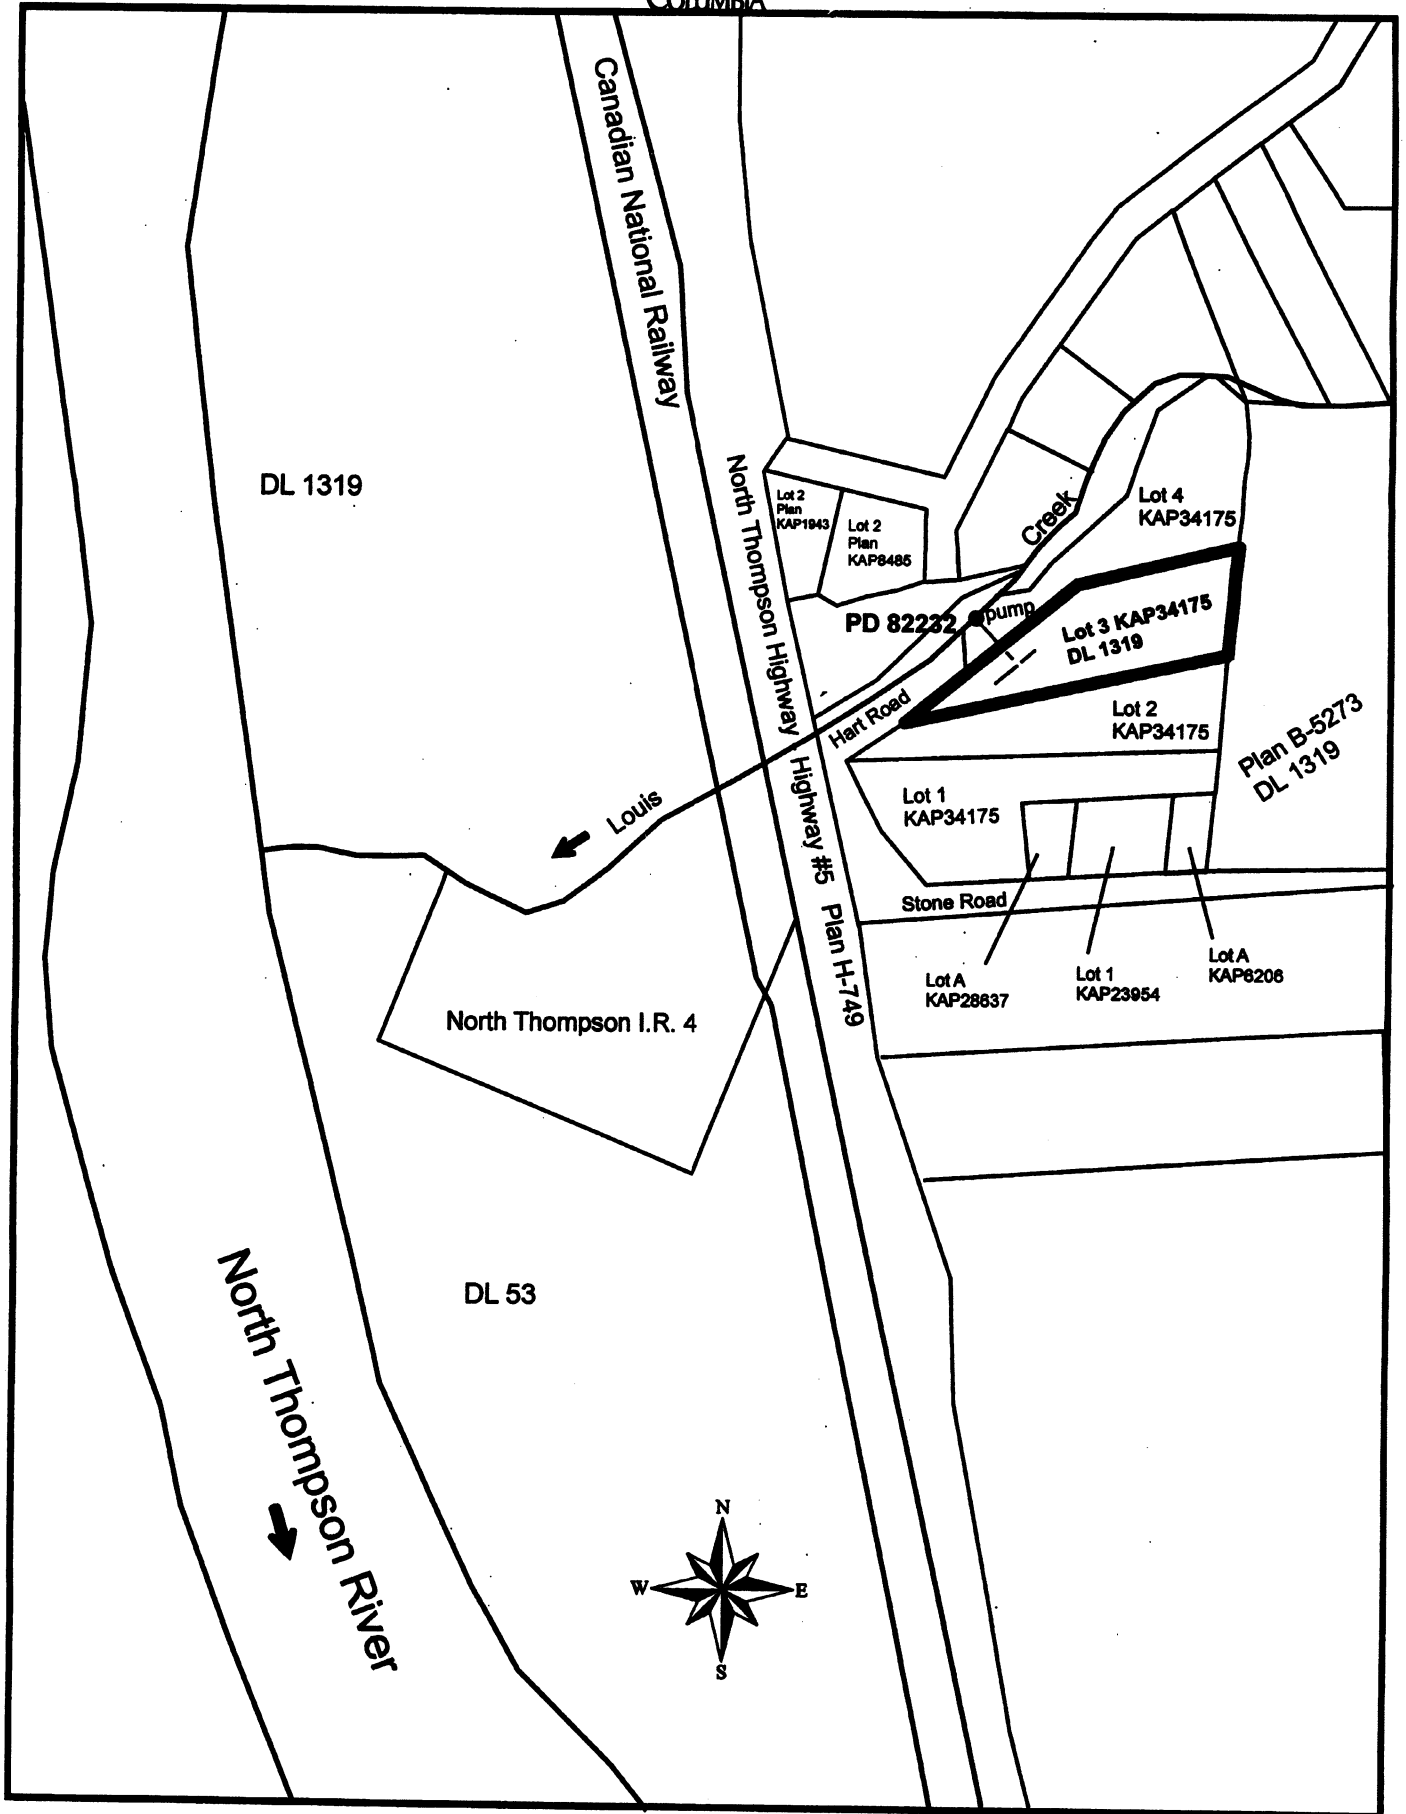 COLUMBIA
Canadian National Railway
DL 1319
North Thompson Highway Highway #5 Plan H-749
Lot 2
Plan
KAP1943
Lot 2
Plan
KAP8485
Creek
Lot 4
KAP34175
PD 82232
pump
Lot 3 KAP34175
DL 1319
Hart Road
Lot 2
KAP34175
Plan B-5273
DL 1319
Louis
Lot 1
KAP34175
Stone Road
Lot A
KAP28637
Lot 1
KAP23954
Lot A
KAP6206
North Thompson I.R. 4
DL 53
North Thompson River
N
W
E
S